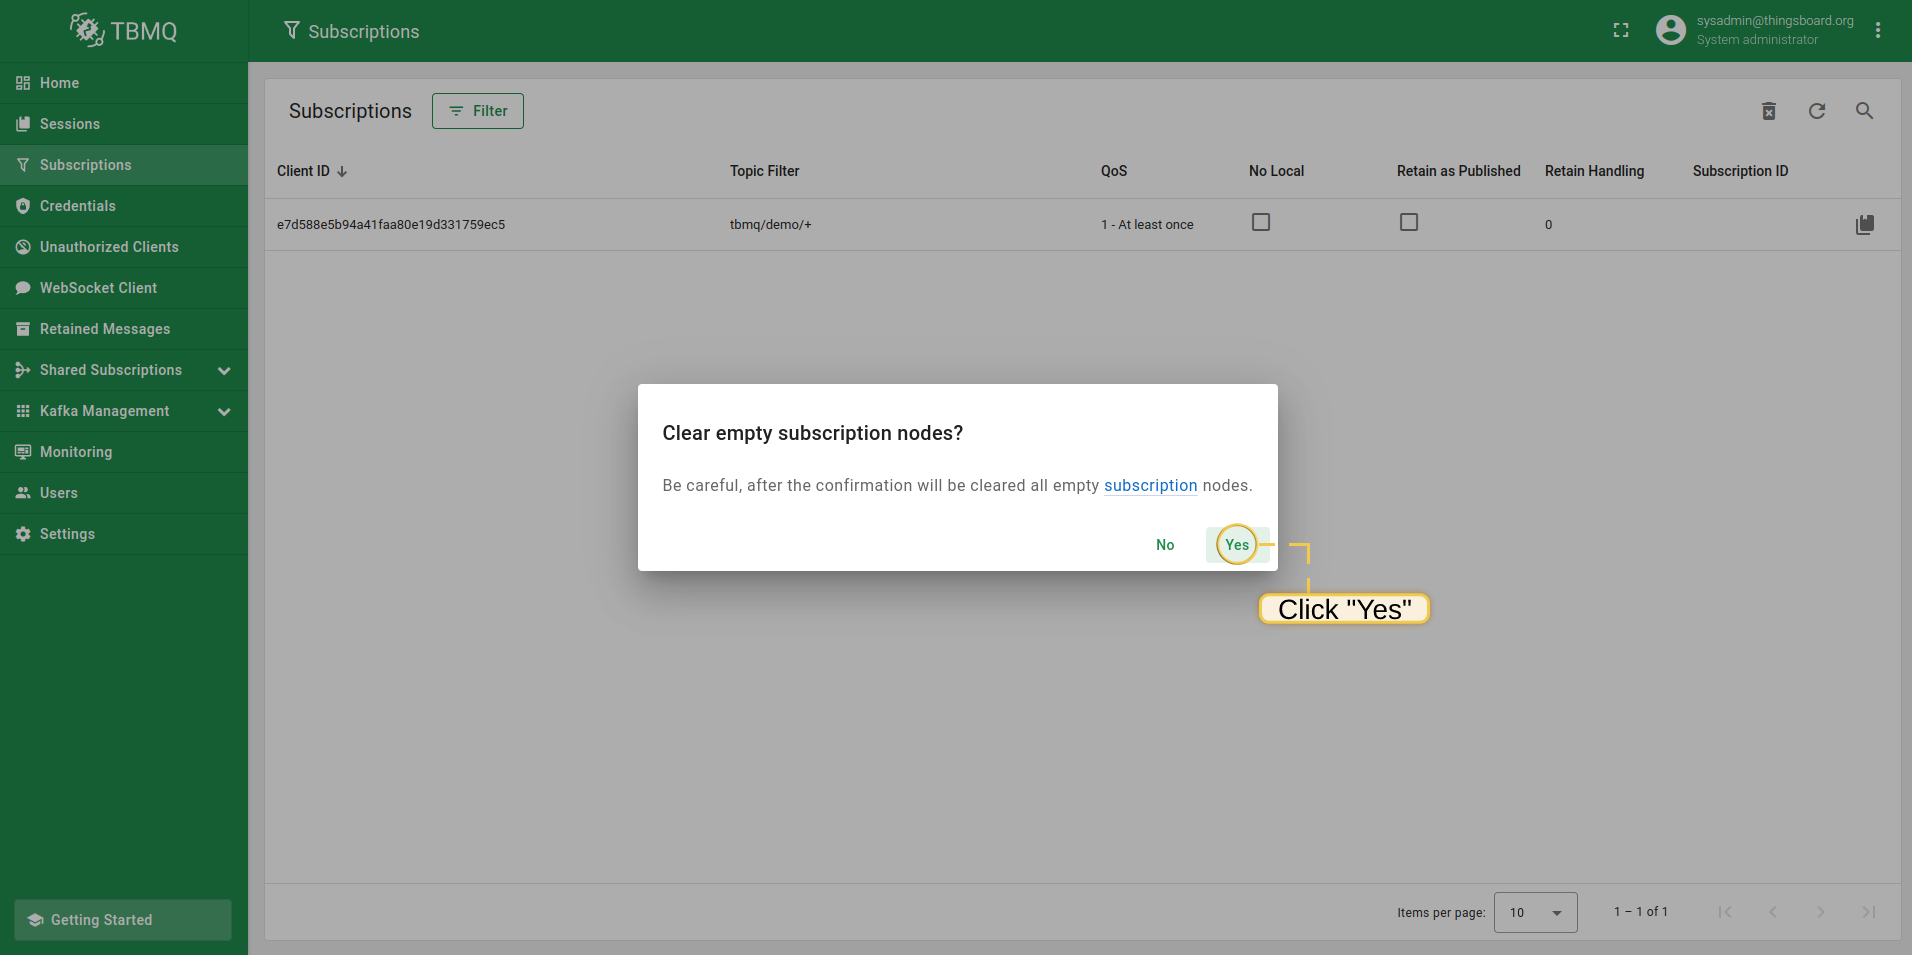 TBMQ
Subscriptions
sysadmin@thingsboard.org
System administrator
Home
Sessions
Subscriptions
Credentials
Unauthorized Clients
WebSocket Client
Retained Messages
Shared Subscriptions
Kafka Management
Monitoring
Users
Settings
Getting Started
Subscriptions
Filter
Client ID Topic Filter QoS No Local Retain as Published Retain Handling Subscription ID
e7d588e5b94a41faa80e19d331759ec5 tbmq/demo/+ 1 - At least once 0
Clear empty subscription nodes?
Be careful, after the confirmation will be cleared all empty subscription nodes.
No Yes
Click "Yes"
Items per page: 10 1 – 1 of 1